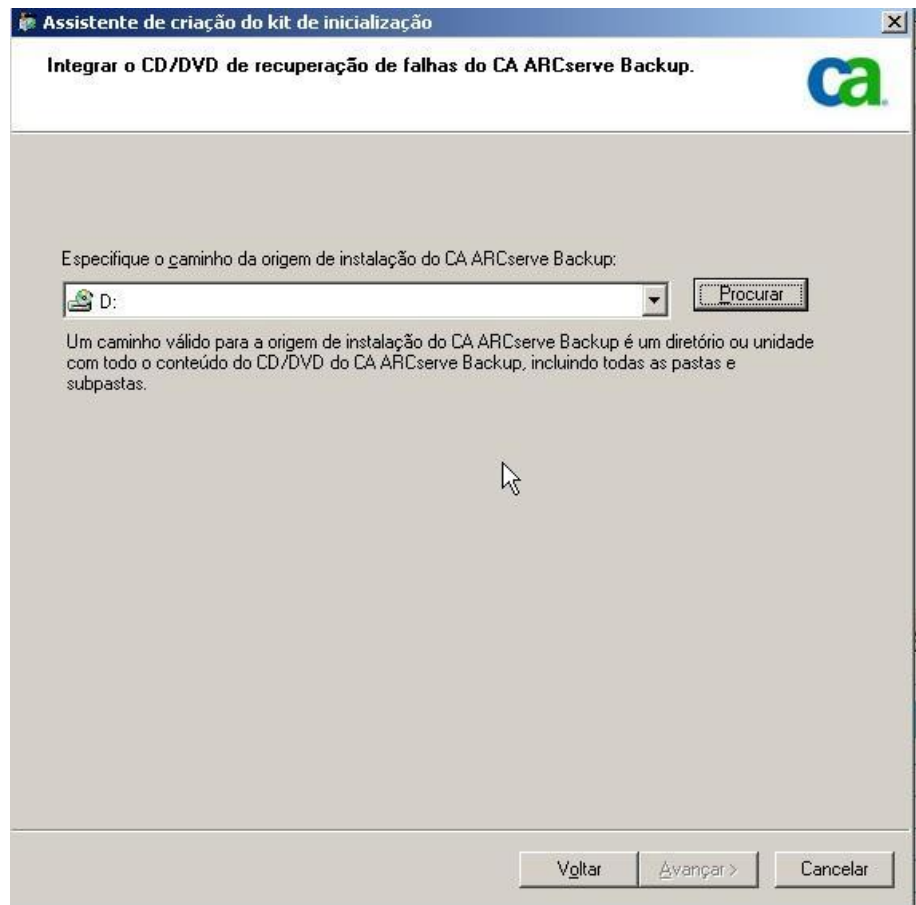 Assistente de criação do kit de inicialização
Integrar o CD/DVD de recuperação de falhas do CA ARCserve Backup.
ca
Especifique o caminho da origem de instalação do CA ARCserve Backup:
D:
Procurar
Um caminho válido para a origem de instalação do CA ARCserve Backup é um diretório ou unidade
com todo o conteúdo do CD/DVD do CA ARCserve Backup, incluindo todas as pastas e
subpastas.
Voltar
Avançar >
Cancelar